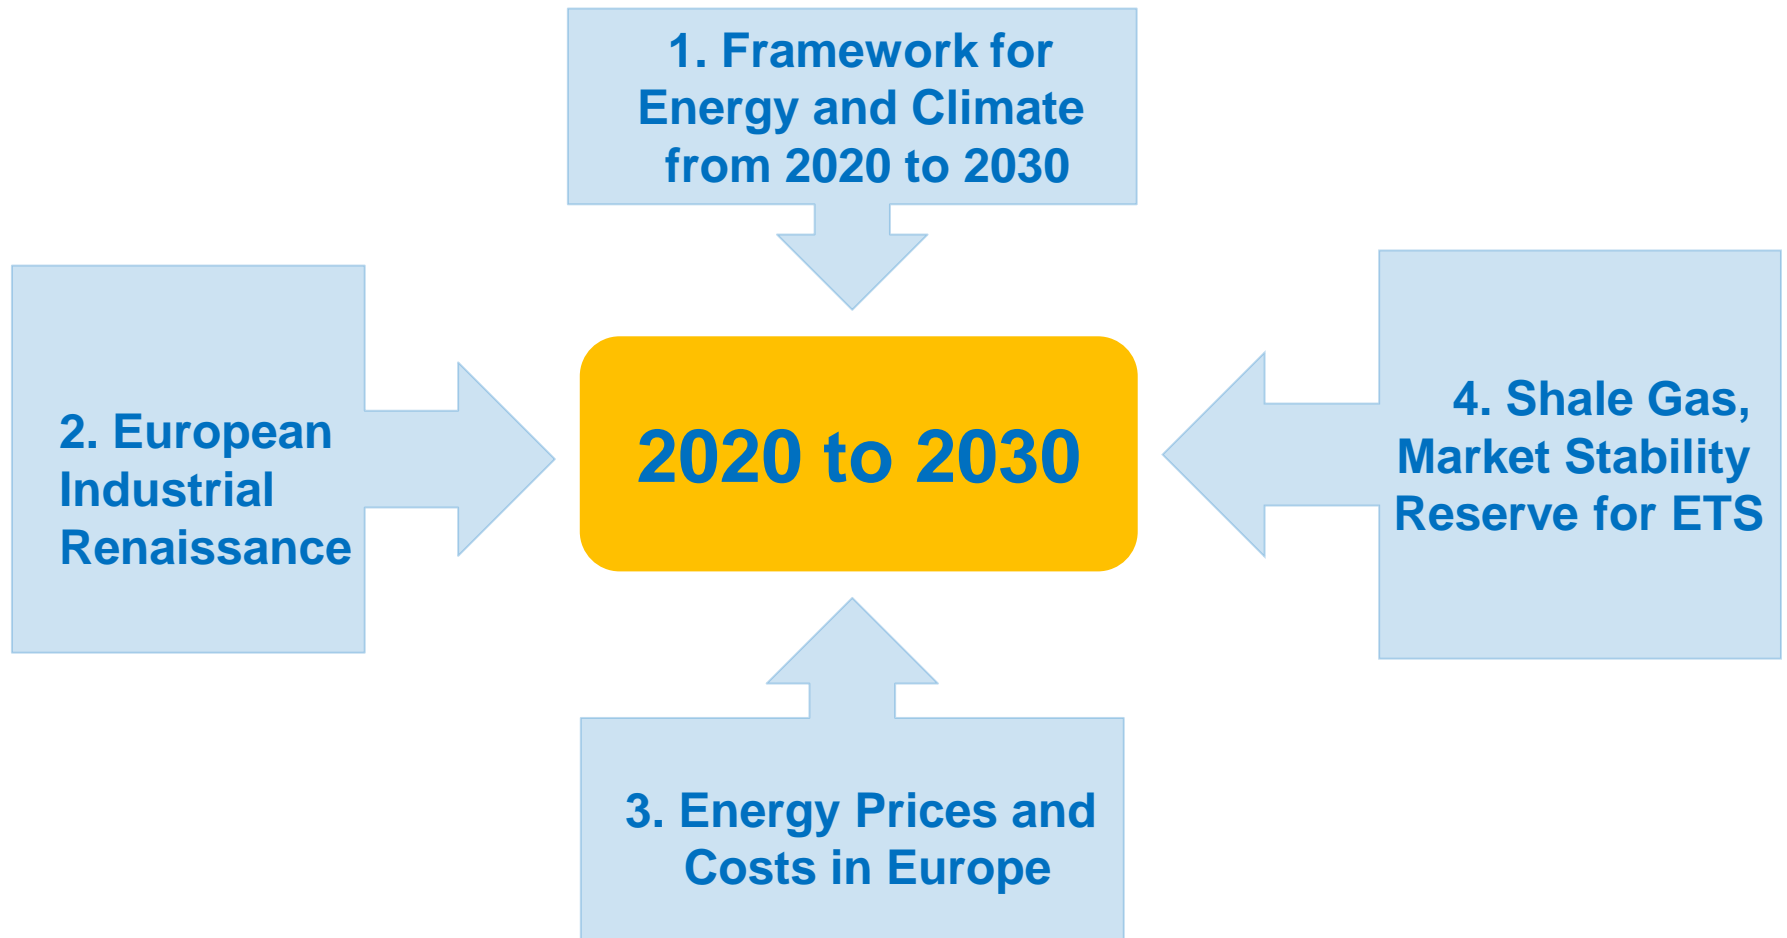 1. Framework for
Energy and Climate
from 2020 to 2030
2. European
Industrial
Renaissance
2020 to 2030
4. Shale Gas,
Market Stability
Reserve for ETS
3. Energy Prices and
Costs in Europe